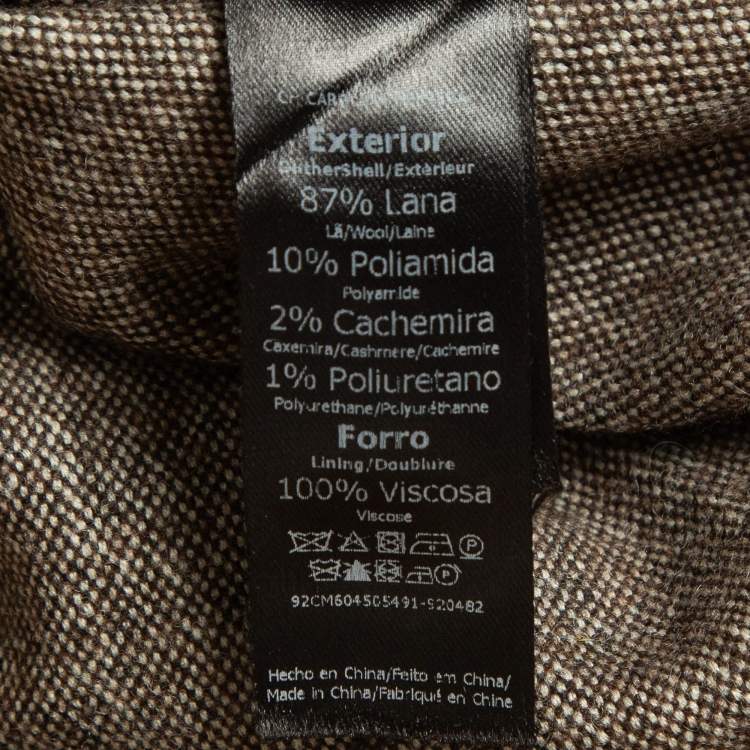 Exterior
OutherShell/Extérieur
87% Lana
Lã/Wool/Laine
10% Poliamida
Polyamide
2% Cachemira
Caxemira/Cashmere/Cachemire
1% Poliuretano
Polyurethane/Polyuréthanne
Forro
Lining/Doublure
100% Viscosa
Viscose
P
92CM604505491-S20482
Hecho en China/Feito em China/
Made in China/Fabriqué en Chine